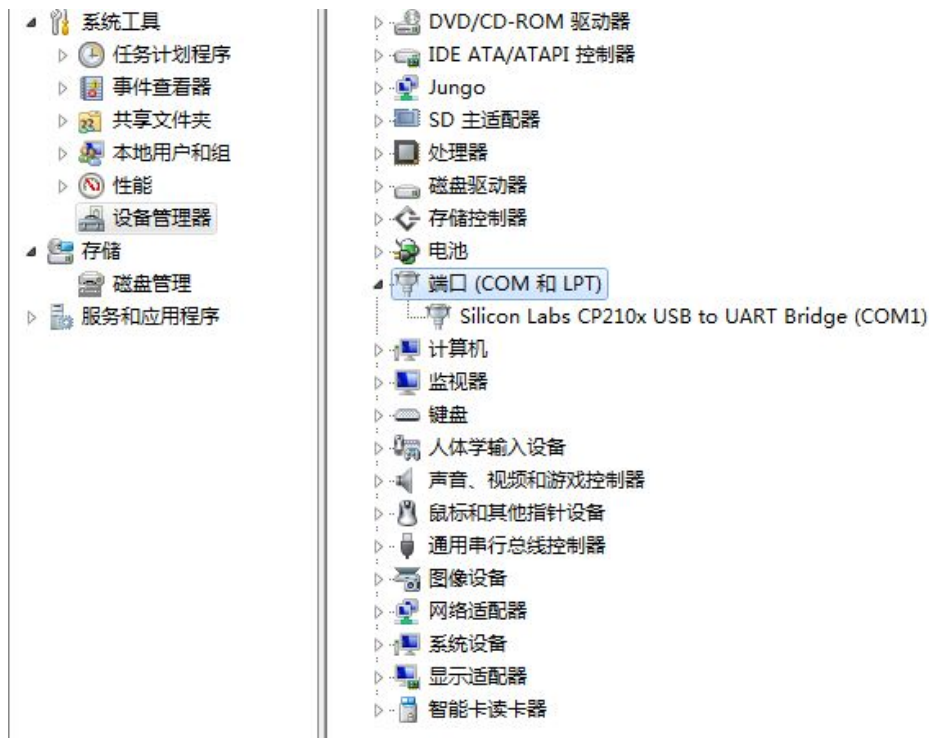 系统工具
任务计划程序
事件查看器
共享文件夹
本地用户和组
性能
设备管理器
存储
磁盘管理
服务和应用程序
DVD/CD-ROM 驱动器
IDE ATA/ATAPI 控制器
Jungo
SD 主适配器
处理器
磁盘驱动器
存储控制器
电池
端口 (COM 和 LPT)
Silicon Labs CP210x USB to UART Bridge (COM1)
计算机
监视器
键盘
人体学输入设备
声音、视频和游戏控制器
鼠标和其他指针设备
通用串行总线控制器
图像设备
网络适配器
系统设备
显示适配器
智能卡读卡器